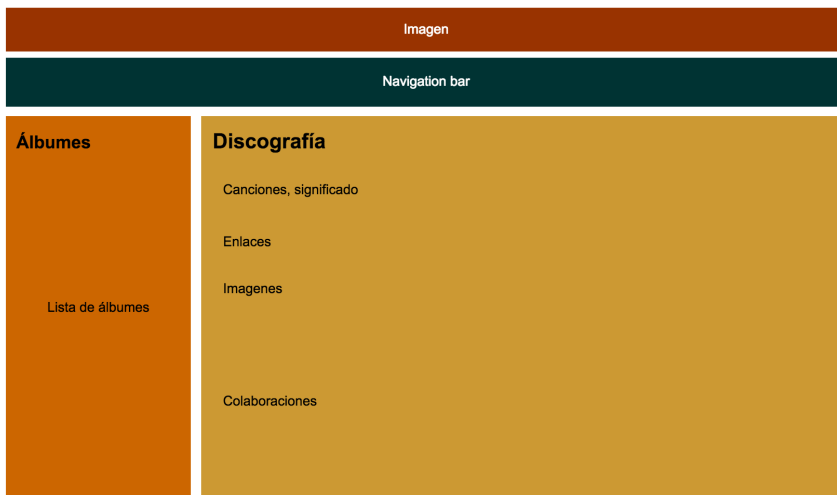 Imagen
Navigation bar
Álbumes
Lista de álbumes
Discografía
Canciones, significado
Enlaces
Imagenes
Colaboraciones